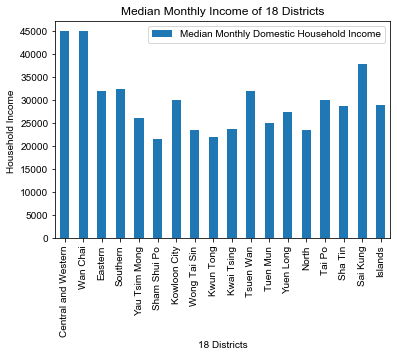 Median Monthly Income of 18 Districts
Median Monthly Domestic Household Income
Household Income
45000
40000
35000
30000
25000
20000
15000
10000
5000
0
Central and Western
Wan Chai
Eastern
Southern
Yau Tsim Mong
Sham Shui Po
Kowloon City
Wong Tai Sin
Kwun Tong
Kwai Tsing
Tsuen Wan
Tuen Mun
Yuen Long
North
Tai Po
Sha Tin
Sai Kung
Islands
18 Districts